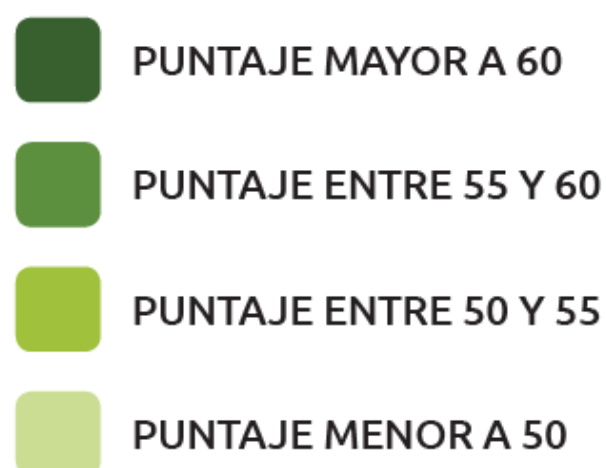 PUNTAJE MAYOR A 60
PUNTAJE ENTRE 55 Y 60
PUNTAJE ENTRE 50 Y 55
PUNTAJE MENOR A 50